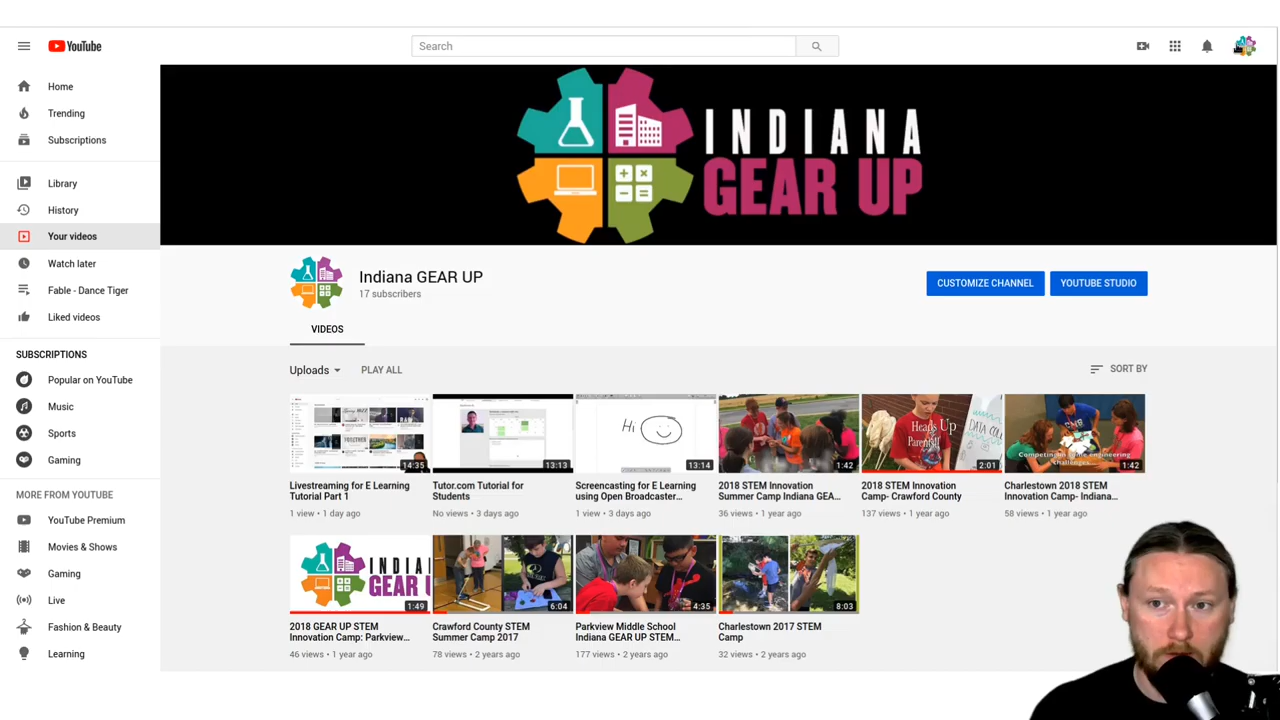 YouTube
Search
Home
Trending
Subscriptions
Library
History
Your videos
Watch later
Fable - Dance Tiger
Liked videos
SUBSCRIPTIONS
Popular on YouTube
Music
Sports
Gaming
MORE FROM YOUTUBE
YouTube Premium
Movies & Shows
Gaming
Live
Fashion & Beauty
Learning
INDIANA
GEAR UP
Indiana GEAR UP
17 subscribers
CUSTOMIZE CHANNEL
YOUTUBE STUDIO
VIDEOS
Uploads
PLAY ALL
SORT BY
14:35
Livestreaming for E Learning
Tutorial Part 1
1 view • 1 day ago
13:13
Tutor.com Tutorial for
Students
No views • 3 days ago
Hi
13:14
Screencasting for E Learning
using Open Broadcaster...
1 view • 3 days ago
1:42
2018 STEM Innovation
Summer Camp Indiana GEA...
36 views • 1 year ago
Heads Up
Parents!
2:01
2018 STEM Innovation
Camp- Crawford County
137 views • 1 year ago
Competing in some engineering
challenges.
1:42
Charlestown 2018 STEM
Innovation Camp- Indiana...
58 views • 1 year ago
INDIAN
GEAR U
1:49
2018 GEAR UP STEM
Innovation Camp: Parkview...
46 views • 1 year ago
6:04
Crawford County STEM
Summer Camp 2017
78 views • 2 years ago
4:35
Parkview Middle School
Indiana GEAR UP STEM...
177 views • 2 years ago
8:03
Charlestown 2017 STEM
Camp
32 views • 2 years ago